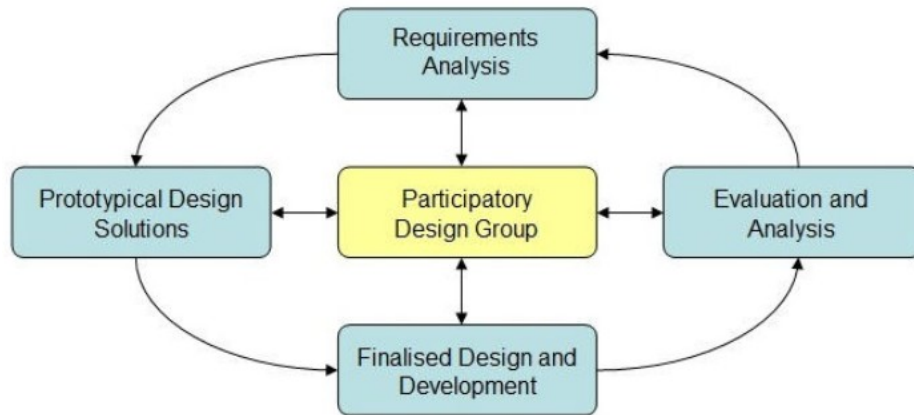 Requirements
Analysis
Prototypical Design
Solutions
Participatory
Design Group
Evaluation and
Analysis
Finalised Design and
Development